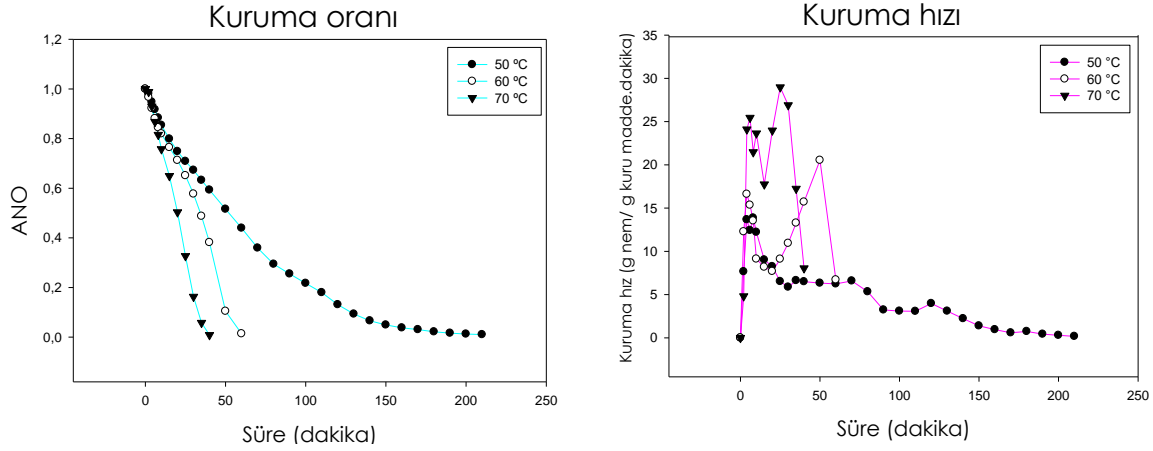 Kuruma oranı
1,2
1,0
0,8
0,6
0,4
0,2
0,0
ANO
50 ºC
60 ºC
70 ºC
0 50 100 150 200 250
Süre (dakika)
Kuruma hızı
35
30
25
20
15
10
5
0
Kuruma hız (g nem/ g kuru madde.dakika)
50 °C
60 °C
70 °C
0 50 100 150 200 250
Süre (dakika)